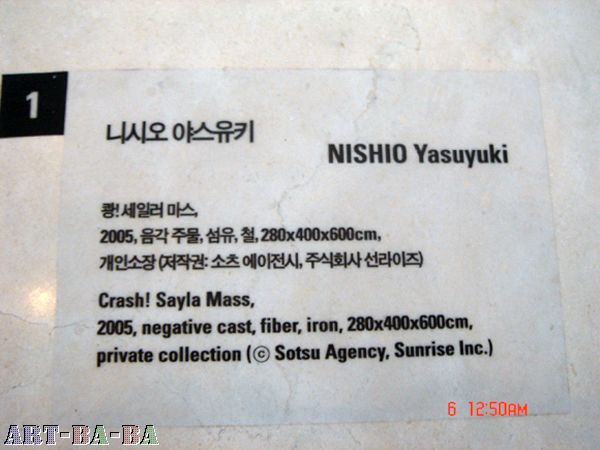 1
니시오 야스유키
NISHIO Yasuyuki
쾅! 세일러 마스,
2005, 음각 주물, 섬유, 철, 280x400x600cm,
개인소장 (저작권: 소츠 에이전시, 주식회사 선라이즈)
Crash! Sayla Mass,
2005, negative cast, fiber, iron, 280x400x600cm,
private collection (ⓒ Sotsu Agency, Sunrise Inc.)
6 12:50AM
ART-BA-BA